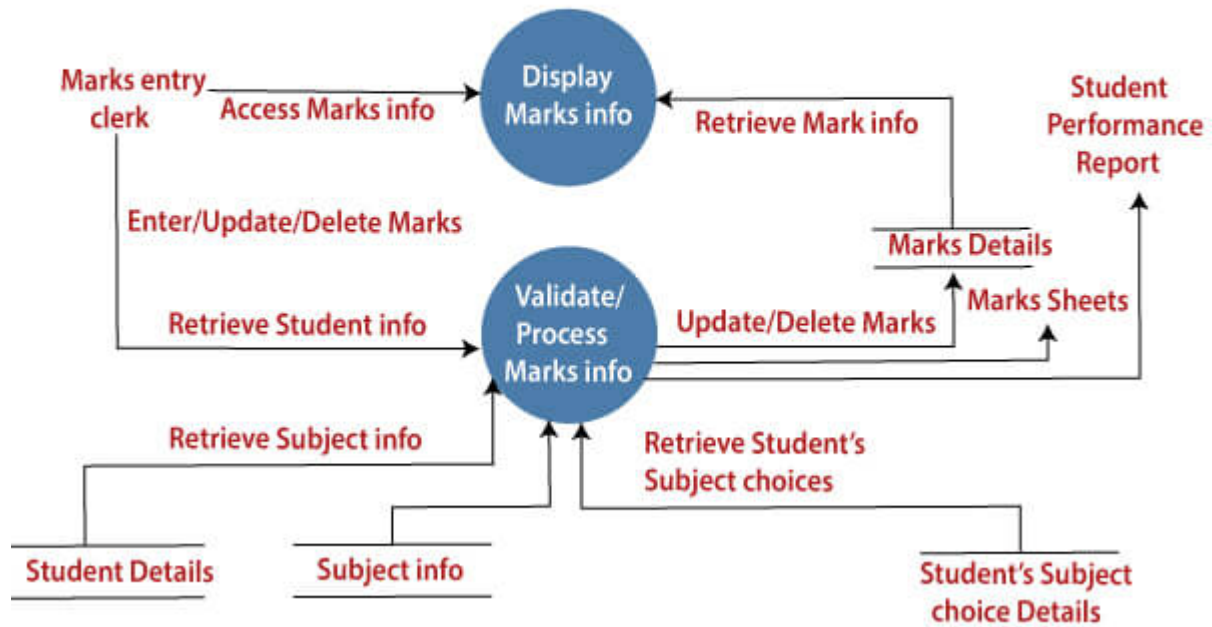 Marks entry
clerk
Access Marks info
Display
Marks info
Retrieve Mark info
Student
Performance
Report
Enter/Update/Delete Marks
Marks Details
Retrieve Student info
Validate/
Process
Marks info
Update/Delete Marks
Marks Sheets
Retrieve Subject info
Retrieve Student's
Subject choices
Student Details
Subject info
Student's Subject
choice Details